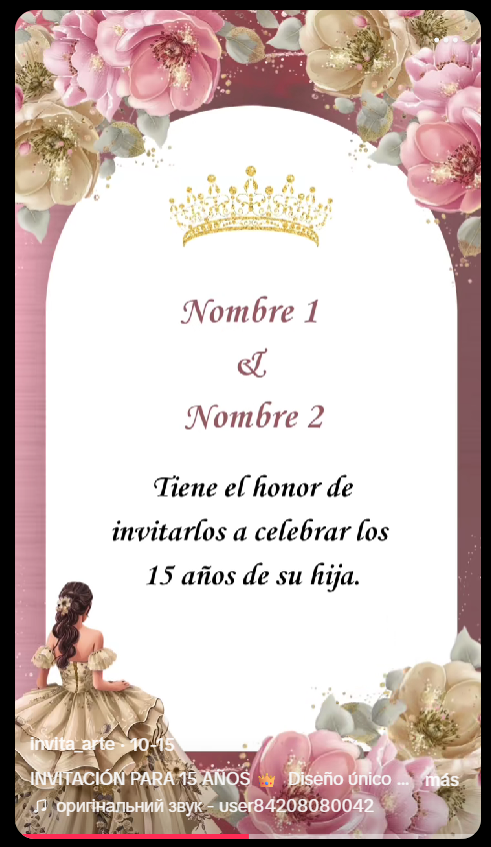 Nombre 1
&
Nombre 2
Tiene el honor de
invitarlos a celebrar los
15 años de su hija.
invita_arte · 10-15
INVITACIÓN PARA 15 AÑOS 👑 Diseño único ... más
♫ оригінальний звук - user84208080042